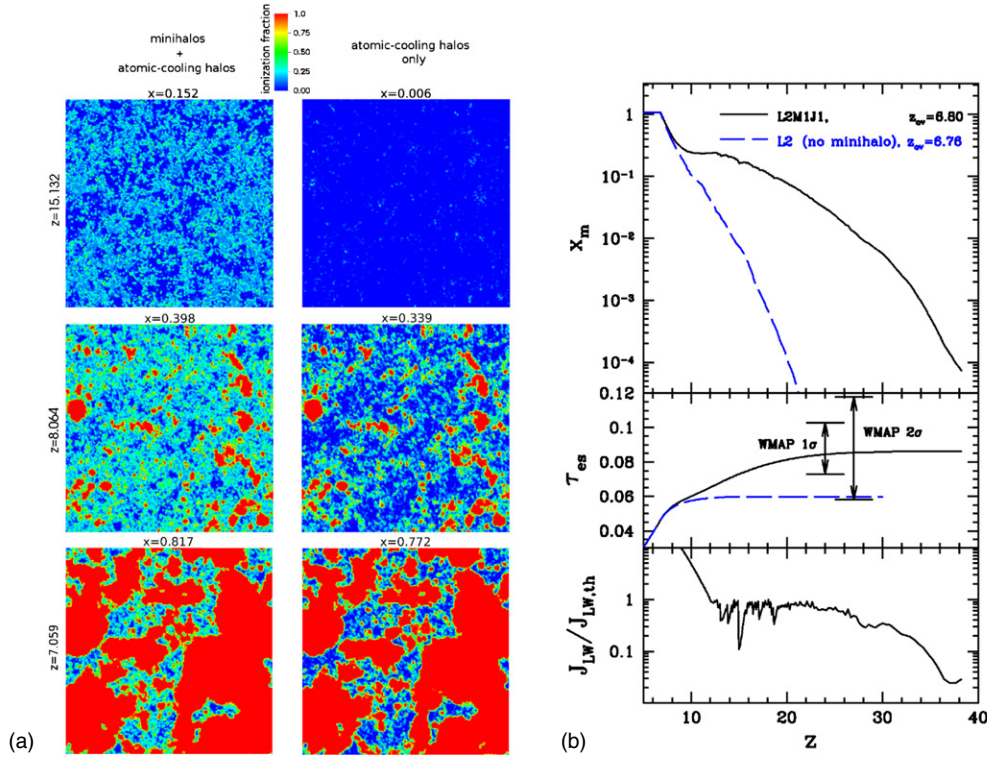 minihalos
+
atomic-cooling halos
ionization fraction
1.0
0.75
0.50
0.25
0.00
atomic-cooling halos
only
x=0.152
x=0.006
z=15.132
x=0.398
x=0.339
z=8.064
x=0.817
x=0.772
z=7.059
(a)
L2M1J1, z_ov=6.80
L2 (no minihalo), z_ov=6.76
x_m
1
10^-1
10^-2
10^-3
10^-4
0.12
0.1
0.08
0.06
0.04
τ_es
WMAP 1σ
WMAP 2σ
J_LW/J_LW,th
1
0.1
10
20
30
40
z
(b)